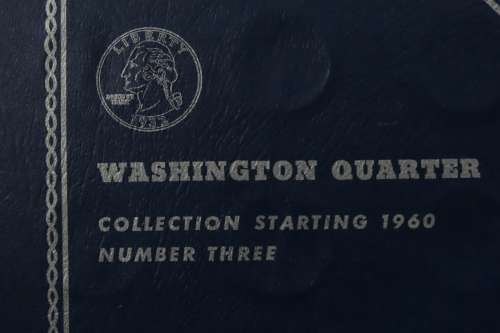 LIBERTY
WASHINGTON QUARTER
COLLECTION STARTING 1960
NUMBER THREE